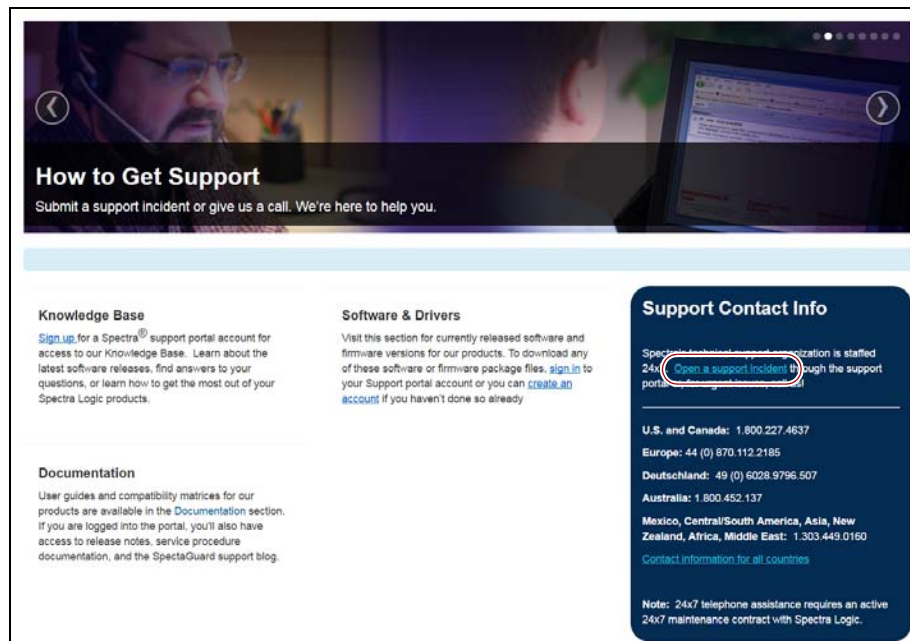 How to Get Support
Submit a support incident or give us a call. We're here to help you.
Knowledge Base
Sign up for a Spectra® support portal account for
access to our Knowledge Base. Learn about the
latest software releases, find answers to your
questions, or learn how to get the most out of your
Spectra Logic products.
Software & Drivers
Visit this section for currently released software and
firmware versions for our products. To download any
of these software or firmware package files, sign in to
your Support portal account or you can create an
account if you haven't done so already
Documentation
User guides and compatibility matrices for our
products are available in the Documentation section.
If you are logged into the portal, you'll also have
access to release notes, service procedure
documentation, and the SpectaGuard support blog.
Support Contact Info
Spectra's technical support organization is staffed
Open a support incident through the support
portal
U.S. and Canada: 1.800.227.4637
Europe: 44 (0) 870.112.2185
Deutschland: 49 (0) 6028.9796.507
Australia: 1.800.452.137
Mexico, Central/South America, Asia, New
Zealand, Africa, Middle East: 1.303.449.0160
Contact information for all countries
Note: 24x7 telephone assistance requires an active
24x7 maintenance contract with Spectra Logic.